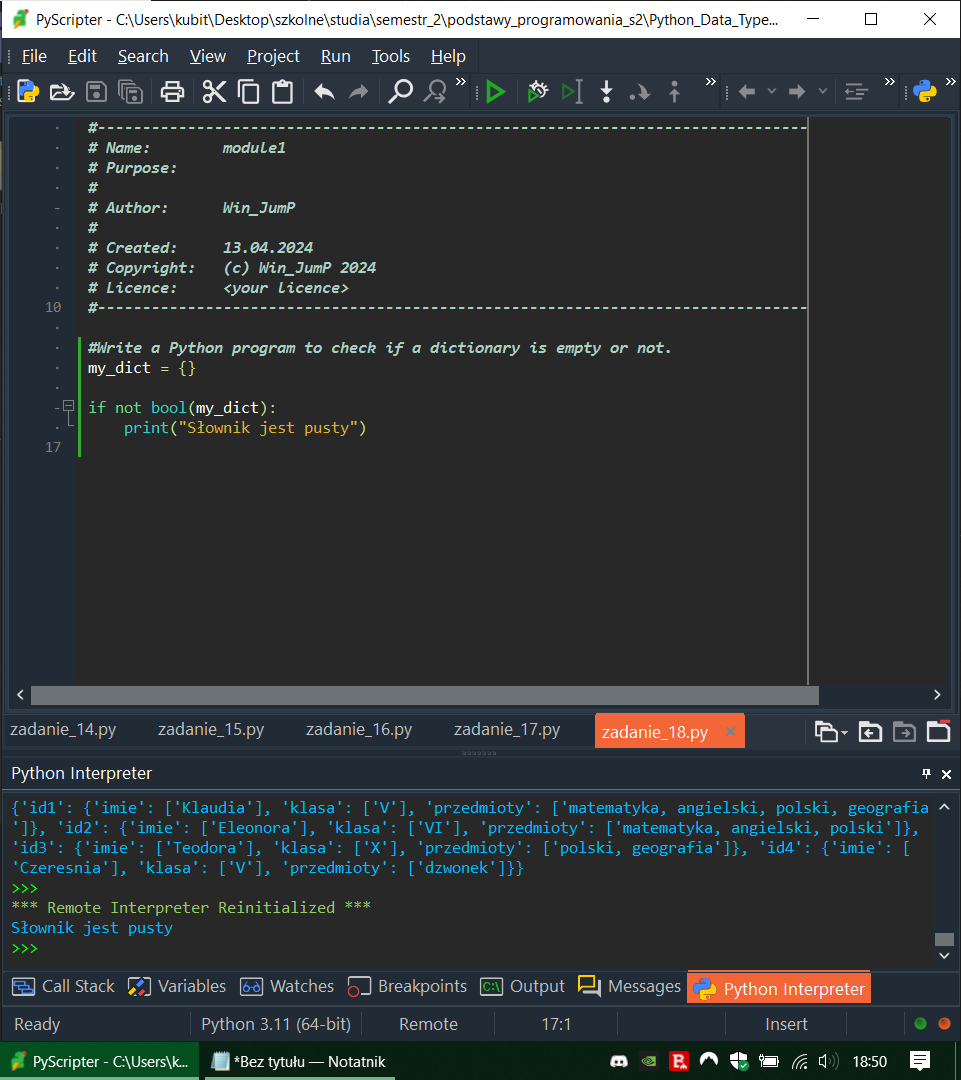 PyScripter - C:\Users\kubit\Desktop\szkolne\studia\semestr_2\podstawy_programowania_s2\Python_Data_Type...
File Edit Search View Project Run Tools Help
#-------------------------------------------------------------------------------
# Name:        module1
# Purpose:
#
# Author:      Win_JumP
#
# Created:     13.04.2024
# Copyright:   (c) Win_JumP 2024
# Licence:     <your licence>
10 #-------------------------------------------------------------------------------
#Write a Python program to check if a dictionary is empty or not.
my_dict = {}
if not bool(my_dict):
    print("Słownik jest pusty")
17
zadanie_14.py zadanie_15.py zadanie_16.py zadanie_17.py zadanie_18.py
Python Interpreter
{'id1': {'imie': ['Klaudia'], 'klasa': ['V'], 'przedmioty': ['matematyka, angielski, polski, geografia
']}, 'id2': {'imie': ['Eleonora'], 'klasa': ['VI'], 'przedmioty': ['matematyka, angielski, polski']},
'id3': {'imie': ['Teodora'], 'klasa': ['X'], 'przedmioty': ['polski, geografia']}, 'id4': {'imie': [
'Czeresnia'], 'klasa': ['V'], 'przedmioty': ['dzwonek']}}
>>>
*** Remote Interpreter Reinitialized ***
Słownik jest pusty
>>>
Call Stack Variables Watches Breakpoints Output Messages Python Interpreter
Ready Python 3.11 (64-bit) Remote 17:1 Insert
PyScripter - C:\Users\k... *Bez tytułu — Notatnik 18:50